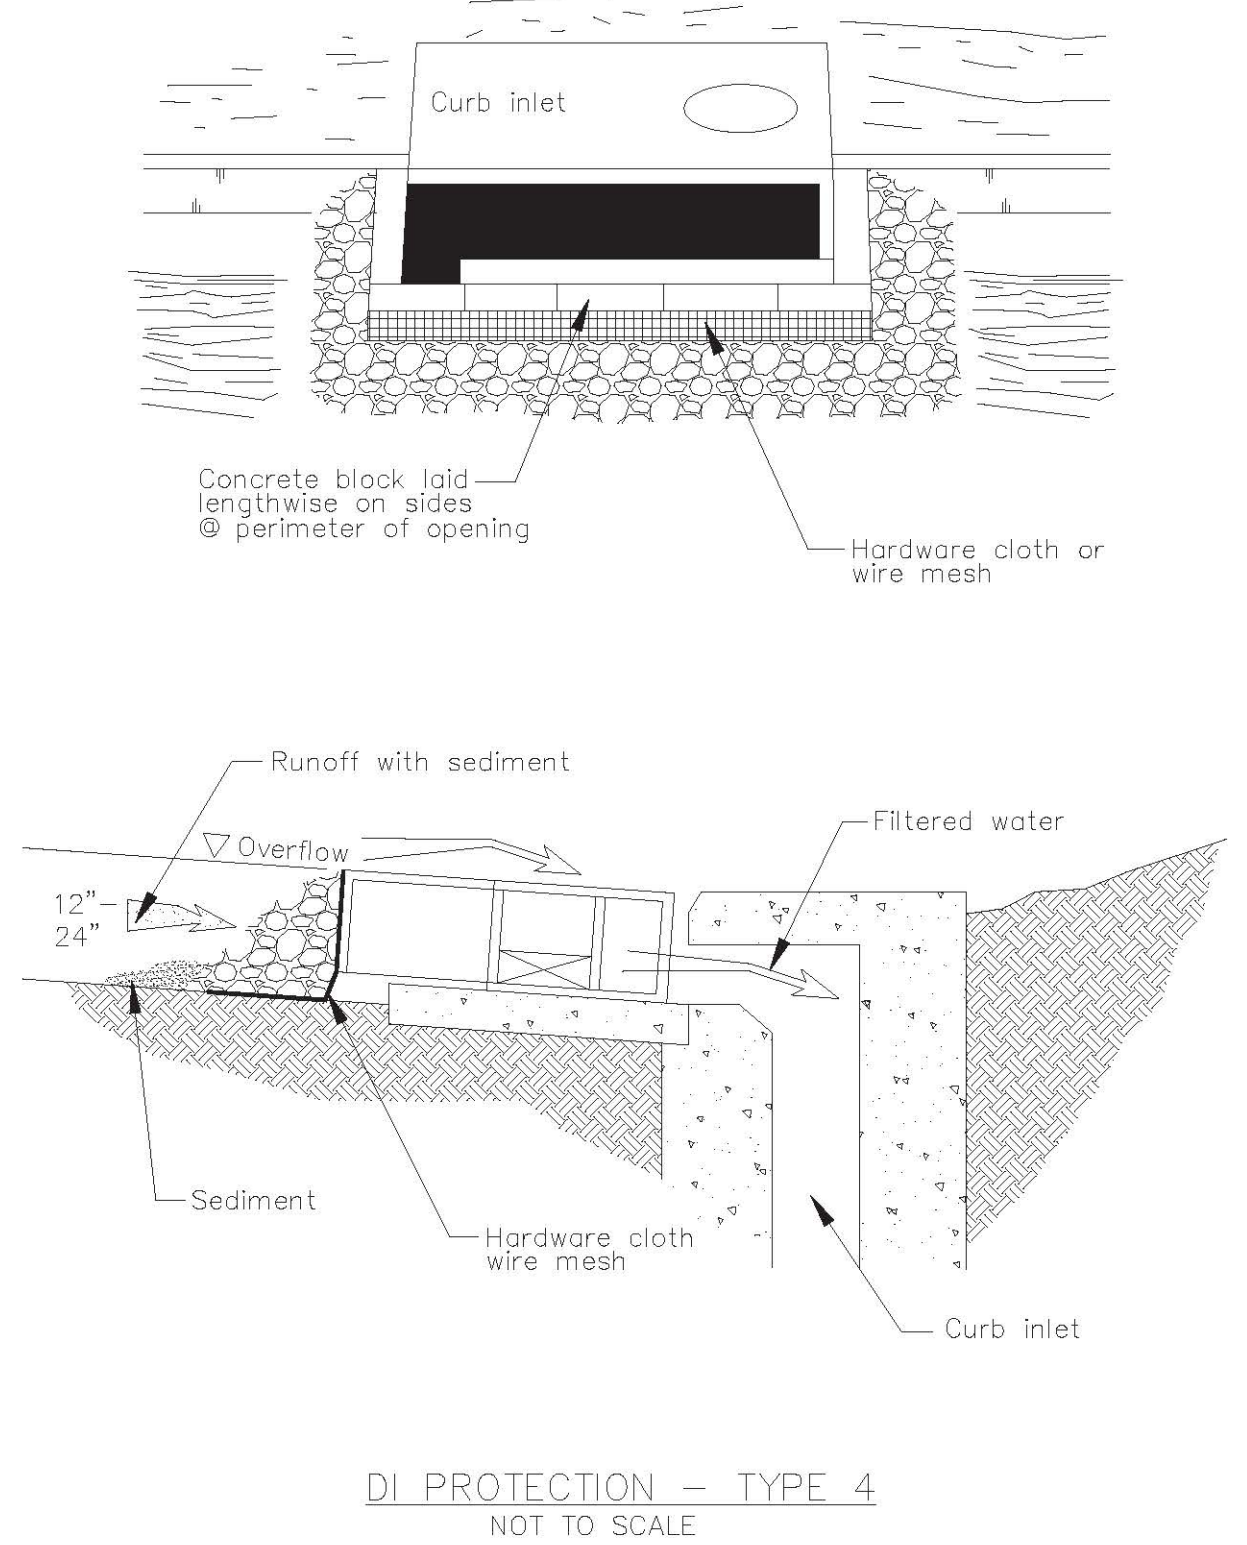 Curb inlet
Concrete block laid
lengthwise on sides
@ perimeter of opening
Hardware cloth or
wire mesh
Runoff with sediment
Overflow
Filtered water
12"-
24"
Sediment
Hardware cloth
wire mesh
Curb inlet
DI PROTECTION - TYPE 4
NOT TO SCALE